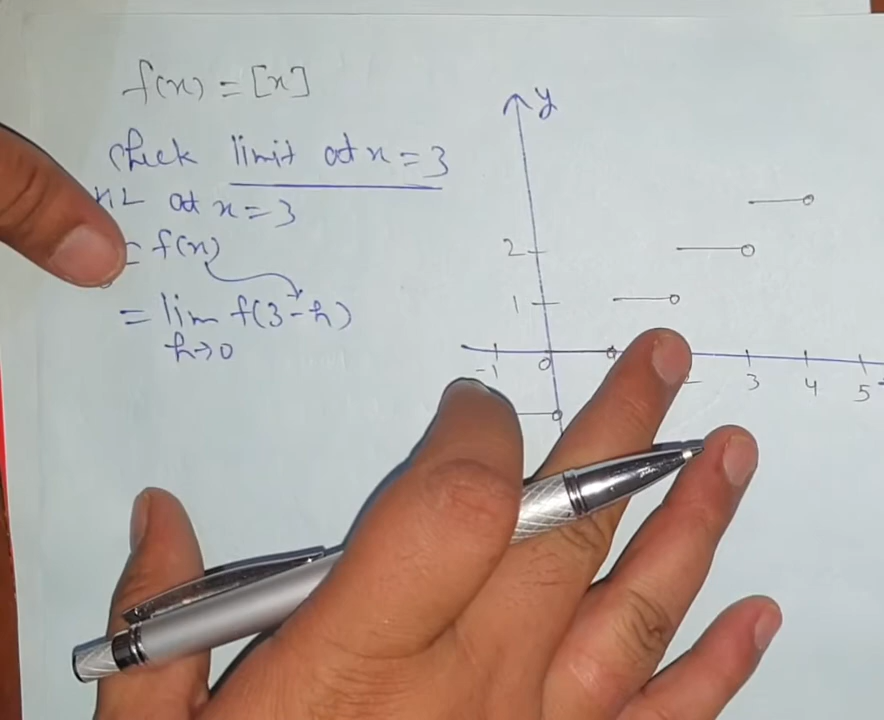 f(x) = [x]
Check limit at x = 3
at x = 3
= f(x)
= lim f(3-h)
h→0
y
2
1
-1 0 3 4 5